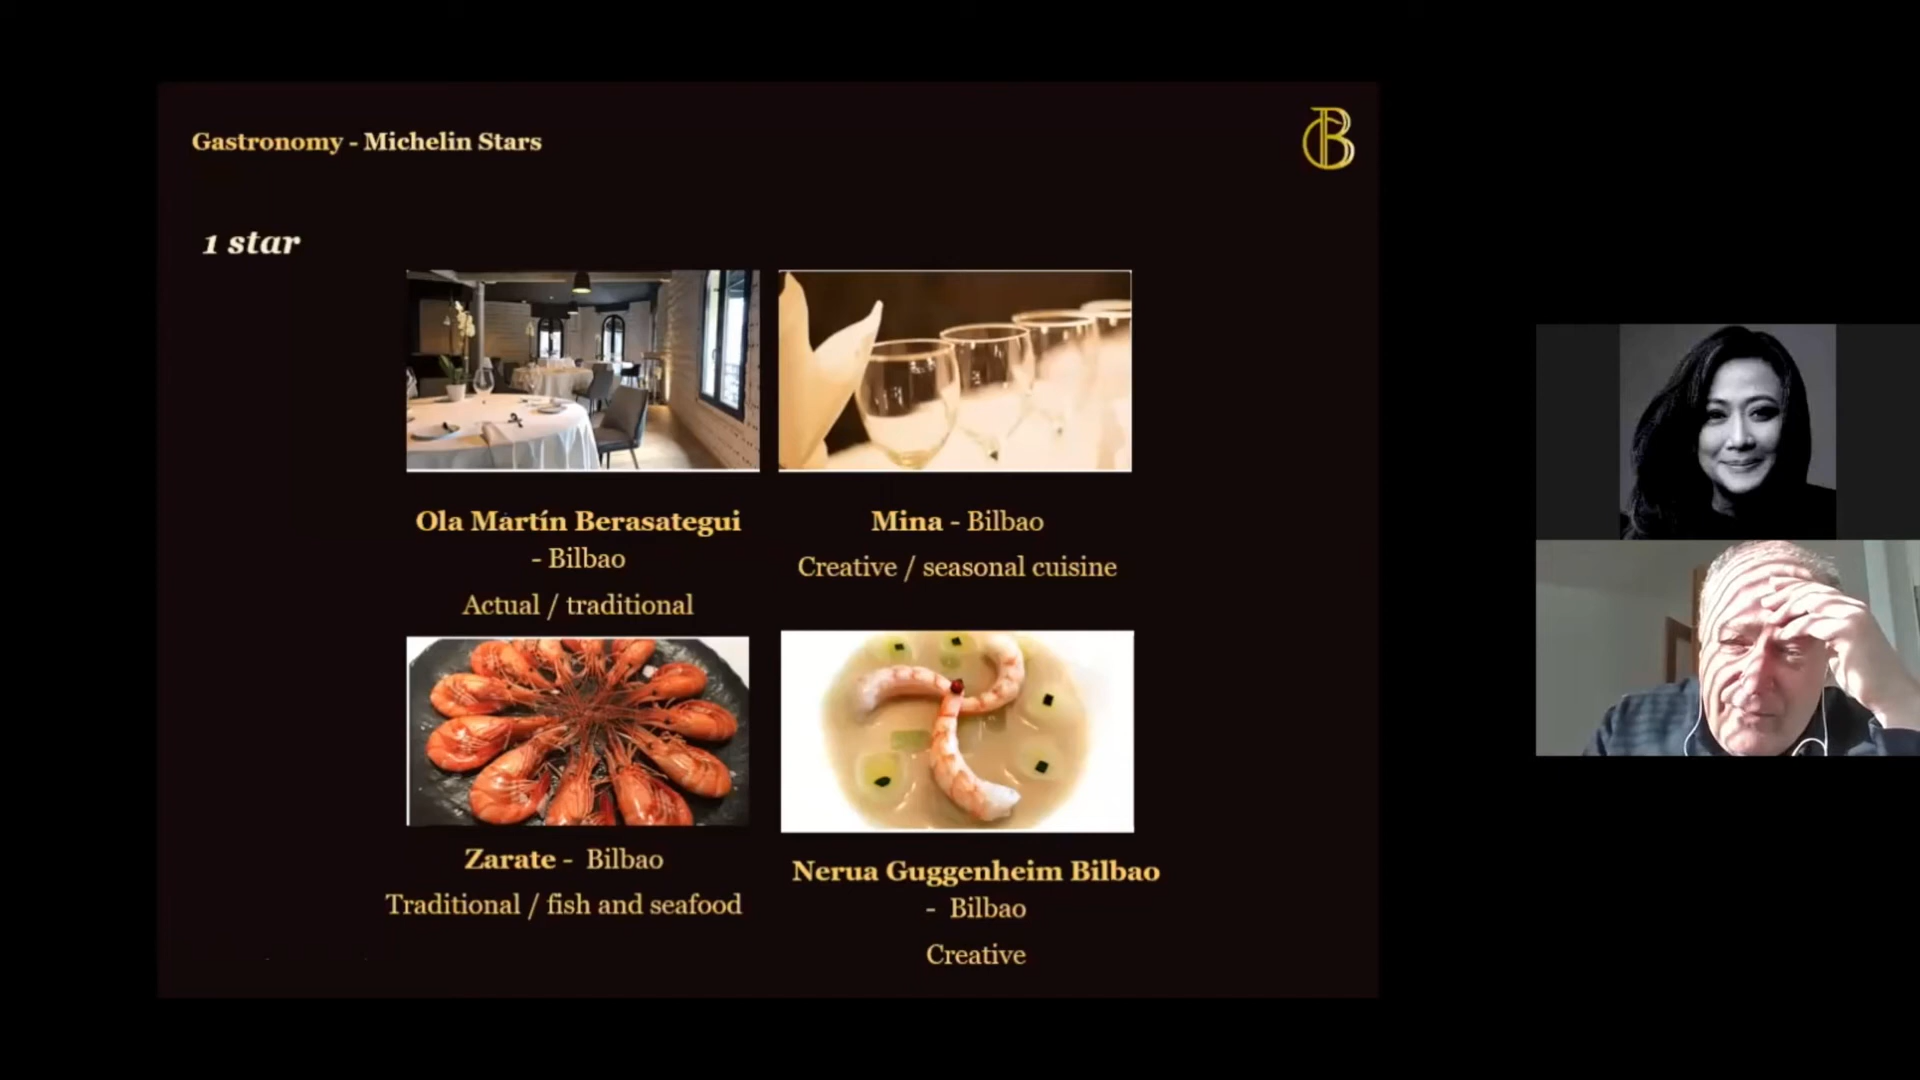 Gastronomy - Michelin Stars
B
1 star
Ola Martín Berasategui
- Bilbao
Actual / traditional
Mina - Bilbao
Creative / seasonal cuisine
Zarate - Bilbao
Traditional / fish and seafood
Nerua Guggenheim Bilbao
- Bilbao
Creative